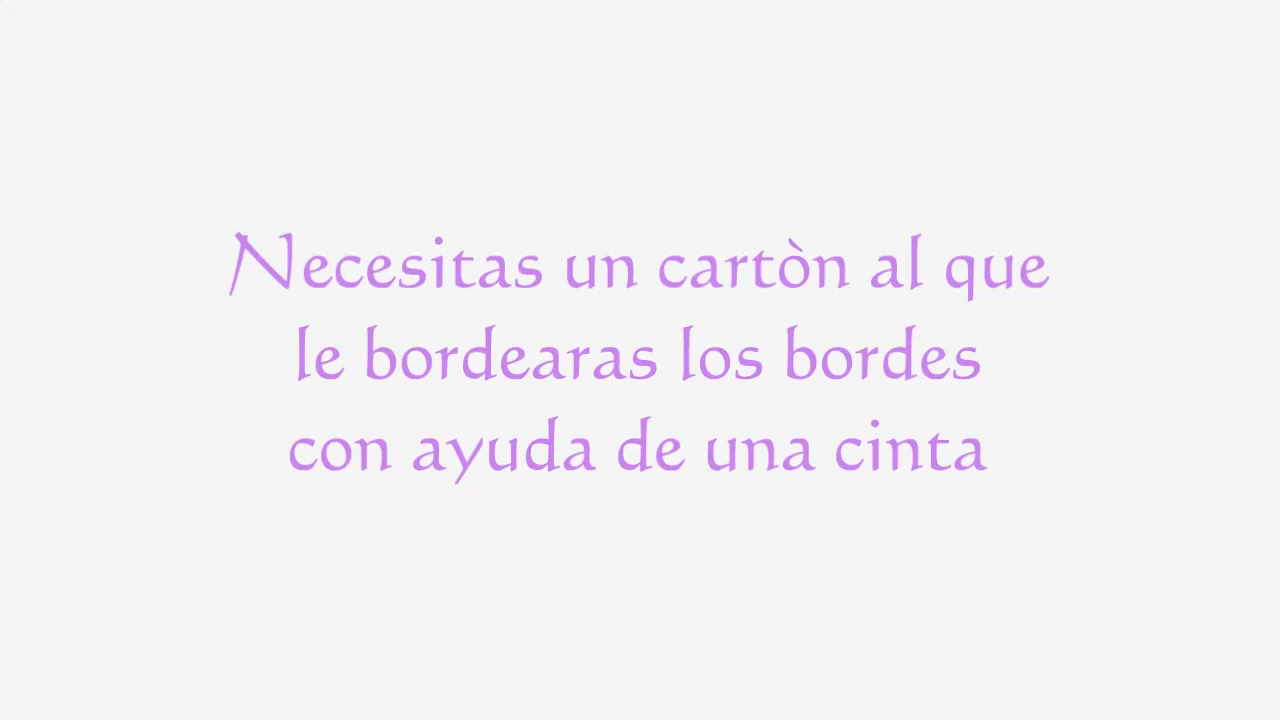 Necesitas un cartòn al que
le bordearas los bordes
con ayuda de una cinta